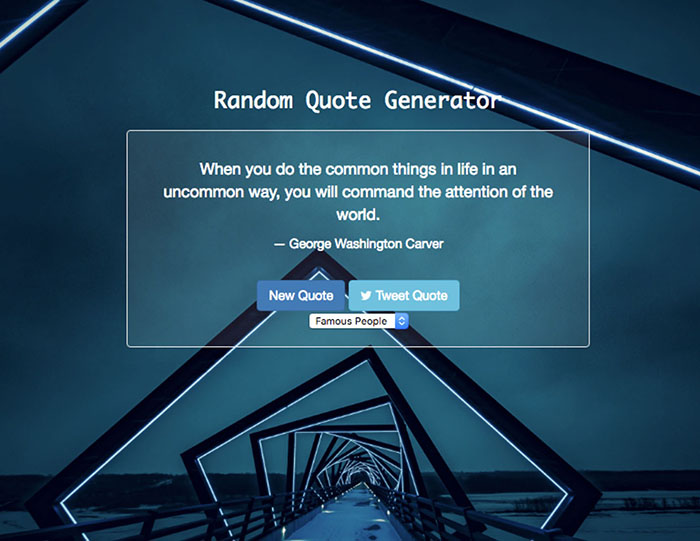 Random Quote Generator
When you do the common things in life in an
uncommon way, you will command the attention of the
world.
— George Washington Carver
New Quote
Tweet Quote
Famous People